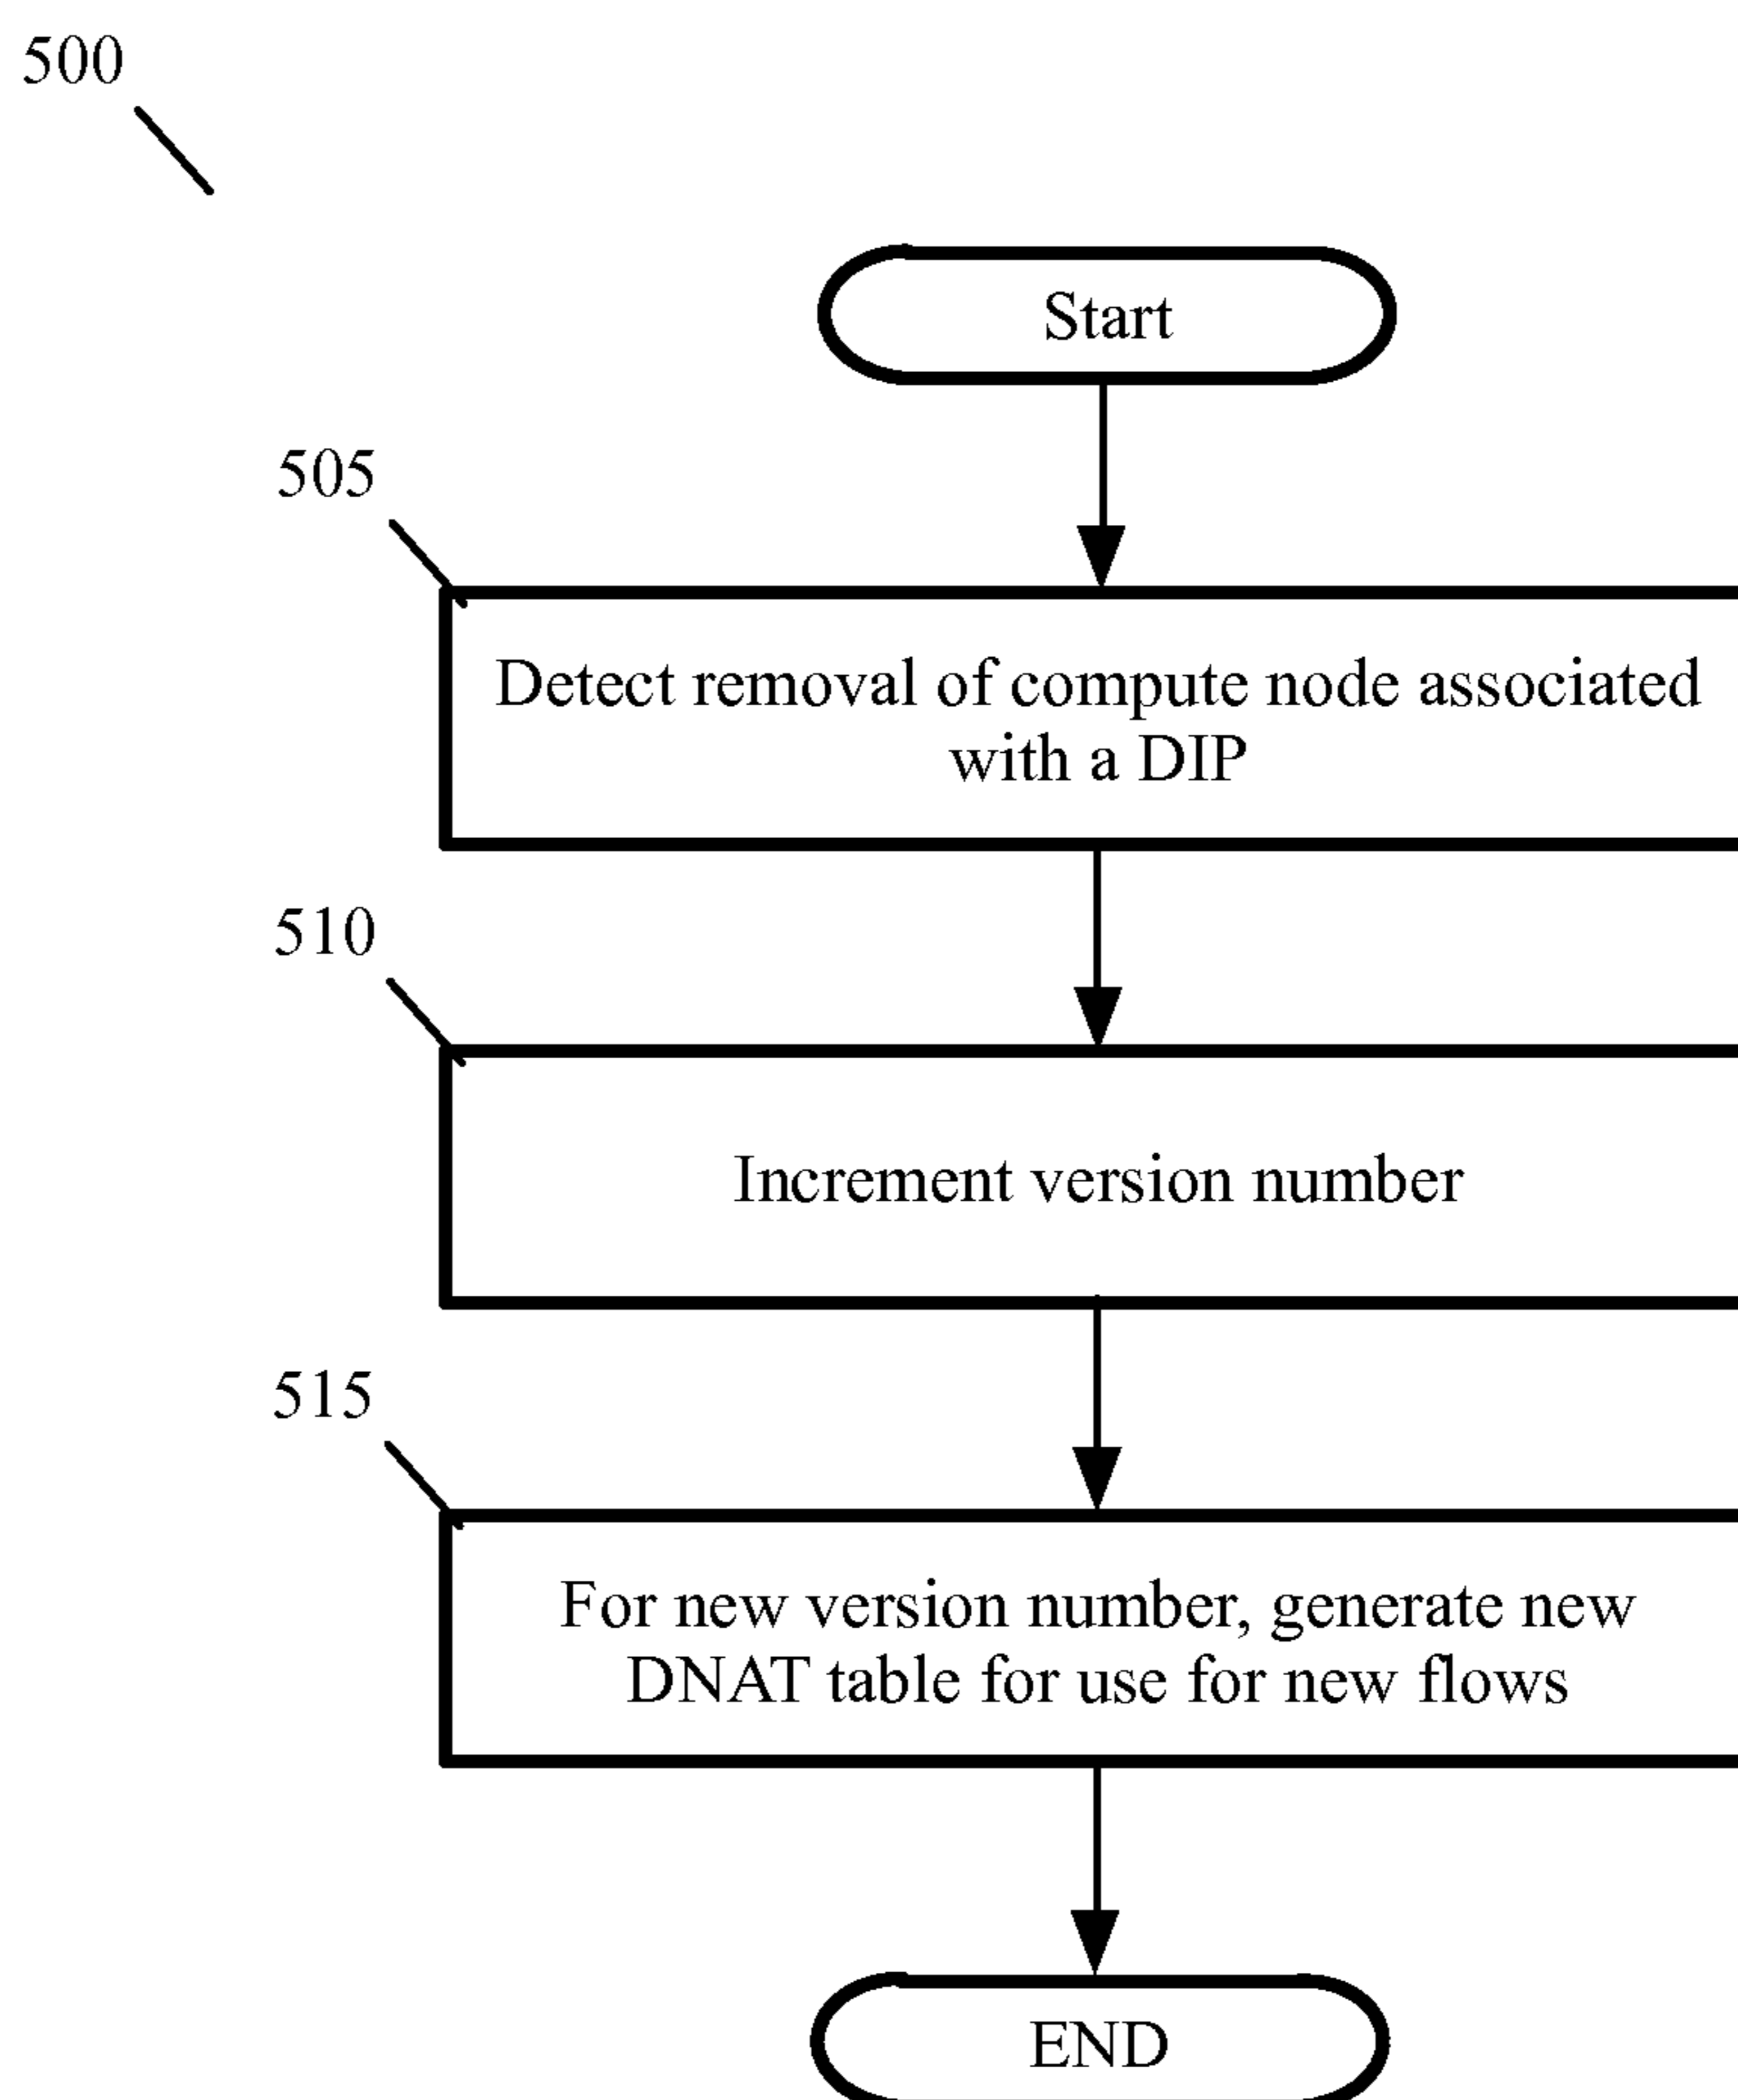 500
Start
505
Detect removal of compute node associated
with a DIP
510
Increment version number
515
For new version number, generate new
DNAT table for use for new flows
END